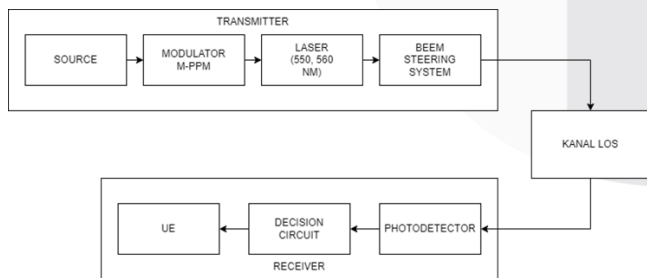 TRANSMITTER
SOURCE
MODULATOR
M-PPM
LASER
(550, 560
NM)
BEEM
STEERING
SYSTEM
KANAL LOS
UE
DECISION
CIRCUIT
PHOTODETECTOR
RECEIVER